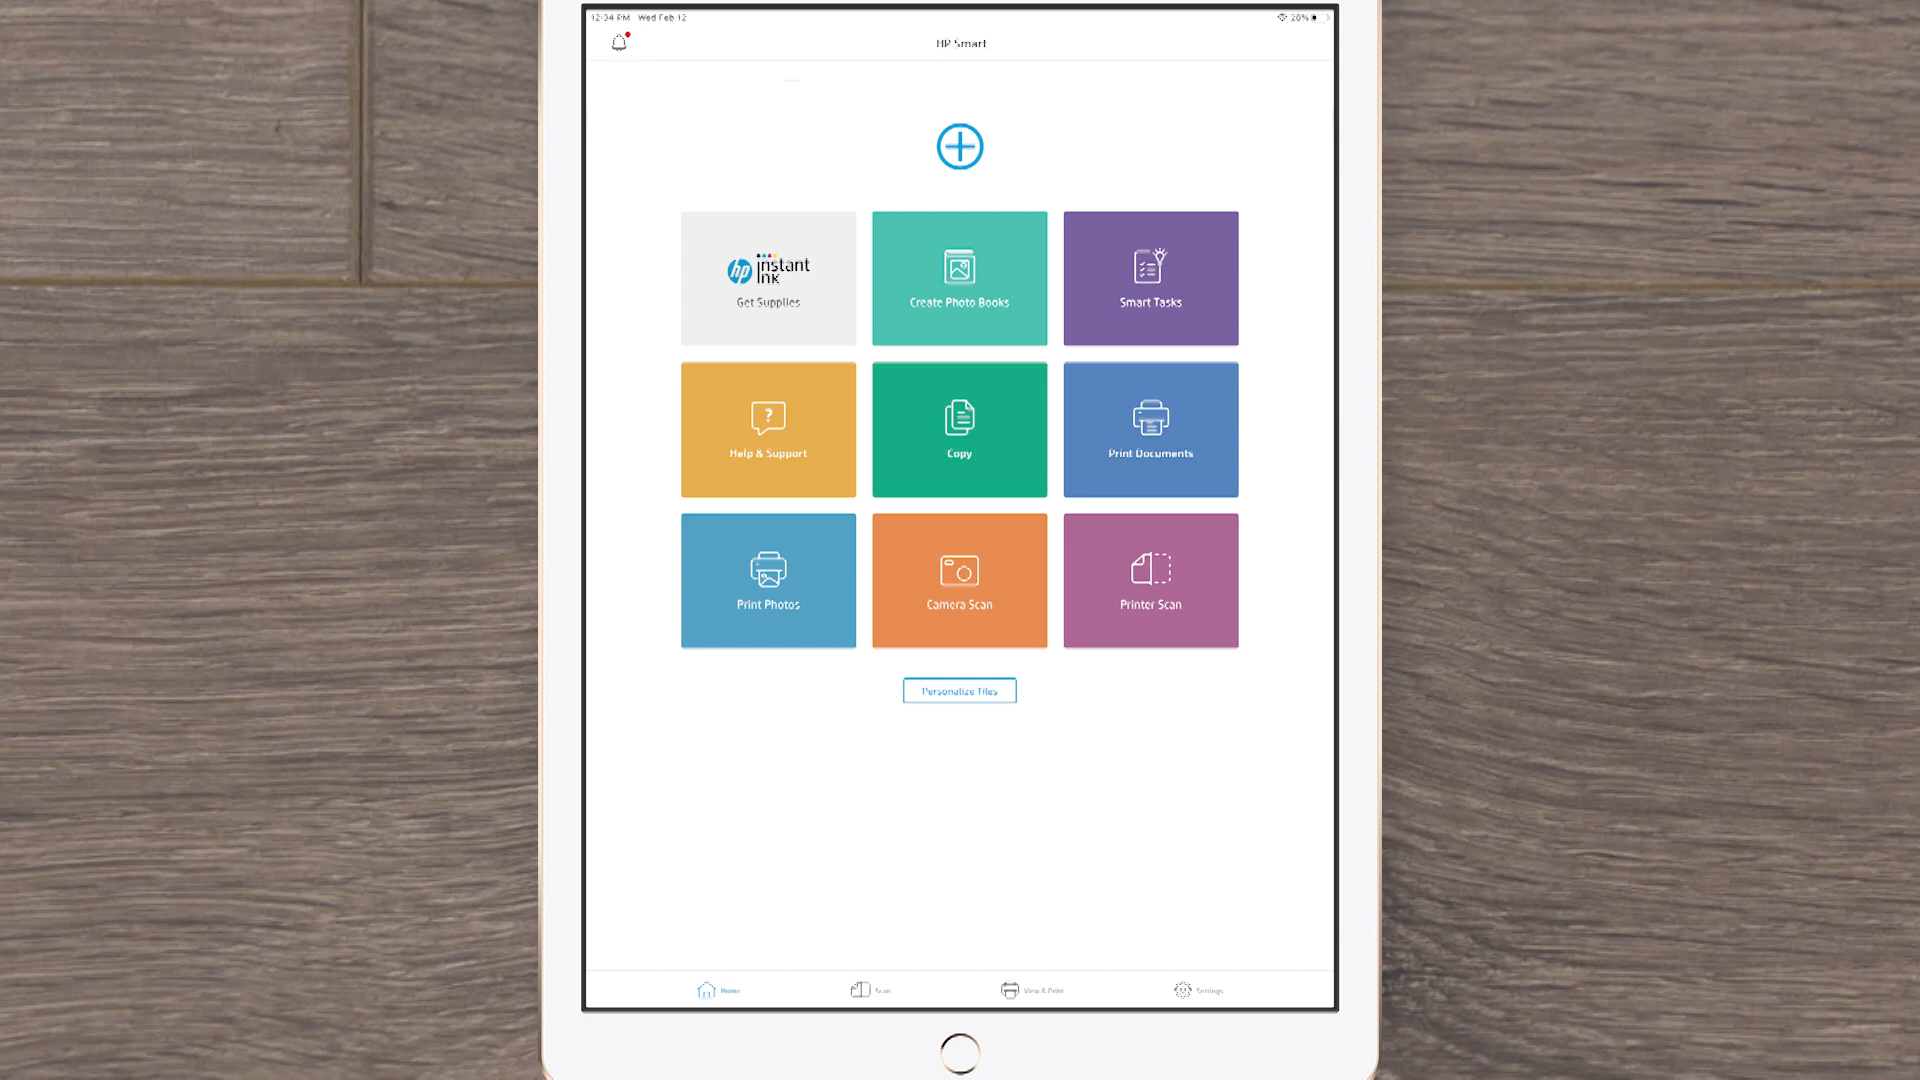 12:34 PM Wed Feb 12
20%
HP Smart
hp instant ink
Get Supplies
Create Photo Books
Smart Tasks
?
Help & Support
Copy
Print Documents
Print Photos
Camera Scan
Printer Scan
Personalize Tiles
Home
Scan
View & Print
Settings